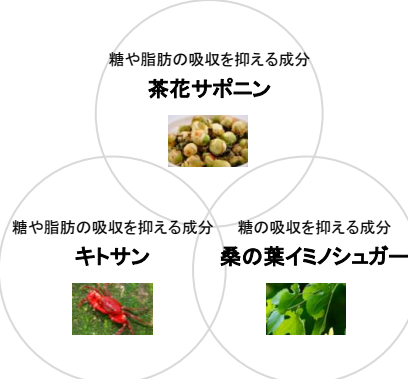 糖や脂肪の吸収を抑える成分
茶花サポニン
糖や脂肪の吸収を抑える成分
キトサン
糖の吸収を抑える成分
桑の葉イミノシュガー